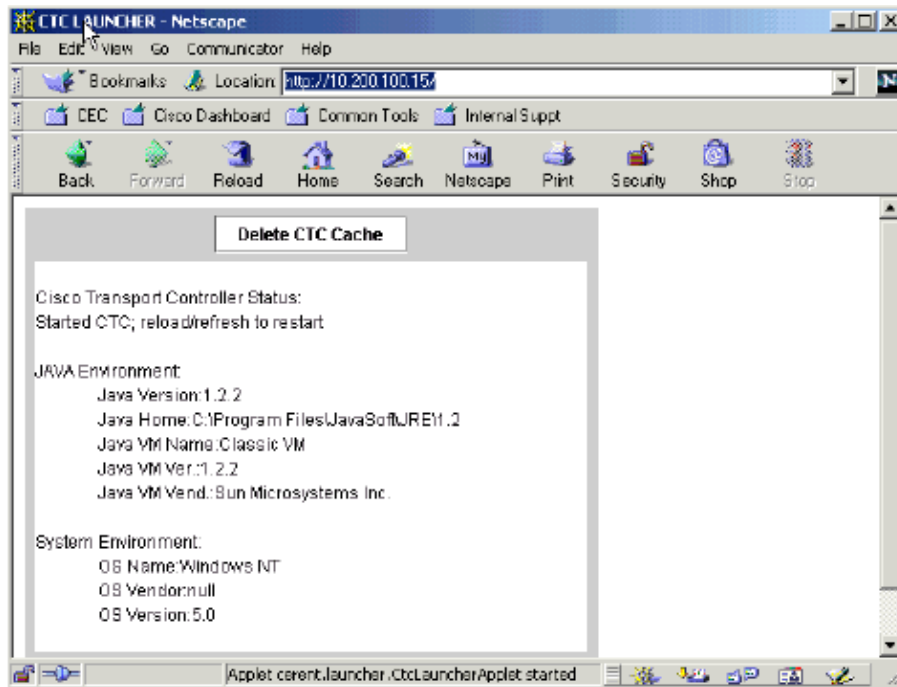 CTC LAUNCHER - Netscape
File Edit View Go Communicator Help
Bookmarks Location: http://10.200.100.15/
N
CEC Cisco Dashboard Common Tools Internal Suppt
My
Back Forward Reload Home Search Netscape Print Security Shop Stop
Delete CTC Cache
Cisco Transport Controller Status:
Started CTC; reload/refresh to restart
JAVA Environment:
Java Version:1.2.2
Java Home:C:\Program Files\JavaSoft\JRE\1.2
Java VM Name:Classic VM
Java VM Ver.:1.2.2
Java VM Vend.:Sun Microsystems Inc.
System Environment:
OS Name:Windows NT
OS Vendor:null
OS Version:5.0
Applet cerent.launcher.CtcLauncherApplet started